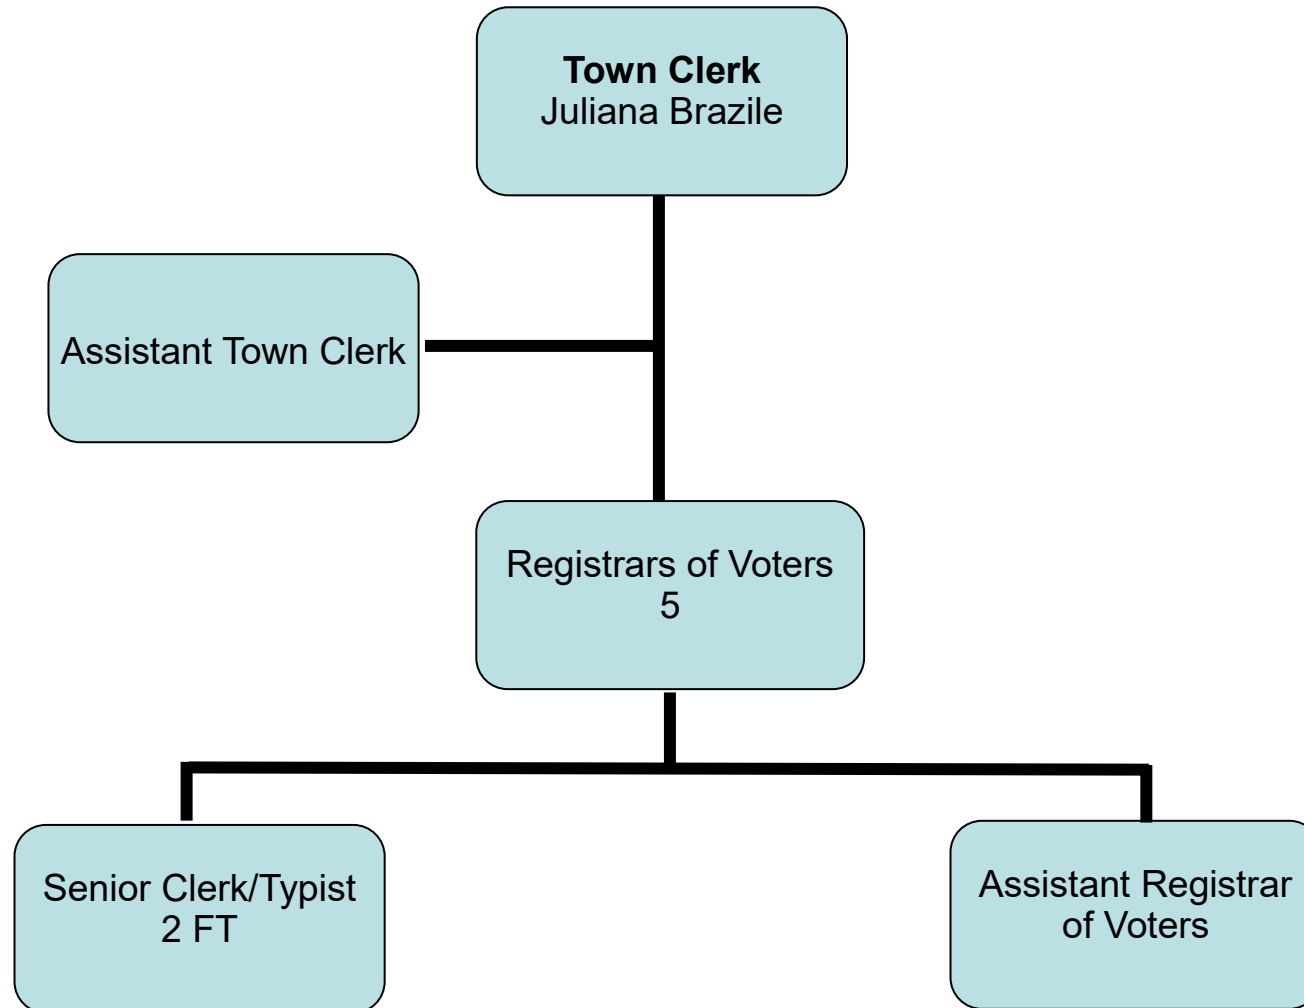 Town Clerk
Juliana Brazile
Assistant Town Clerk
Registrars of Voters
5
Senior Clerk/Typist
2 FT
Assistant Registrar
of Voters